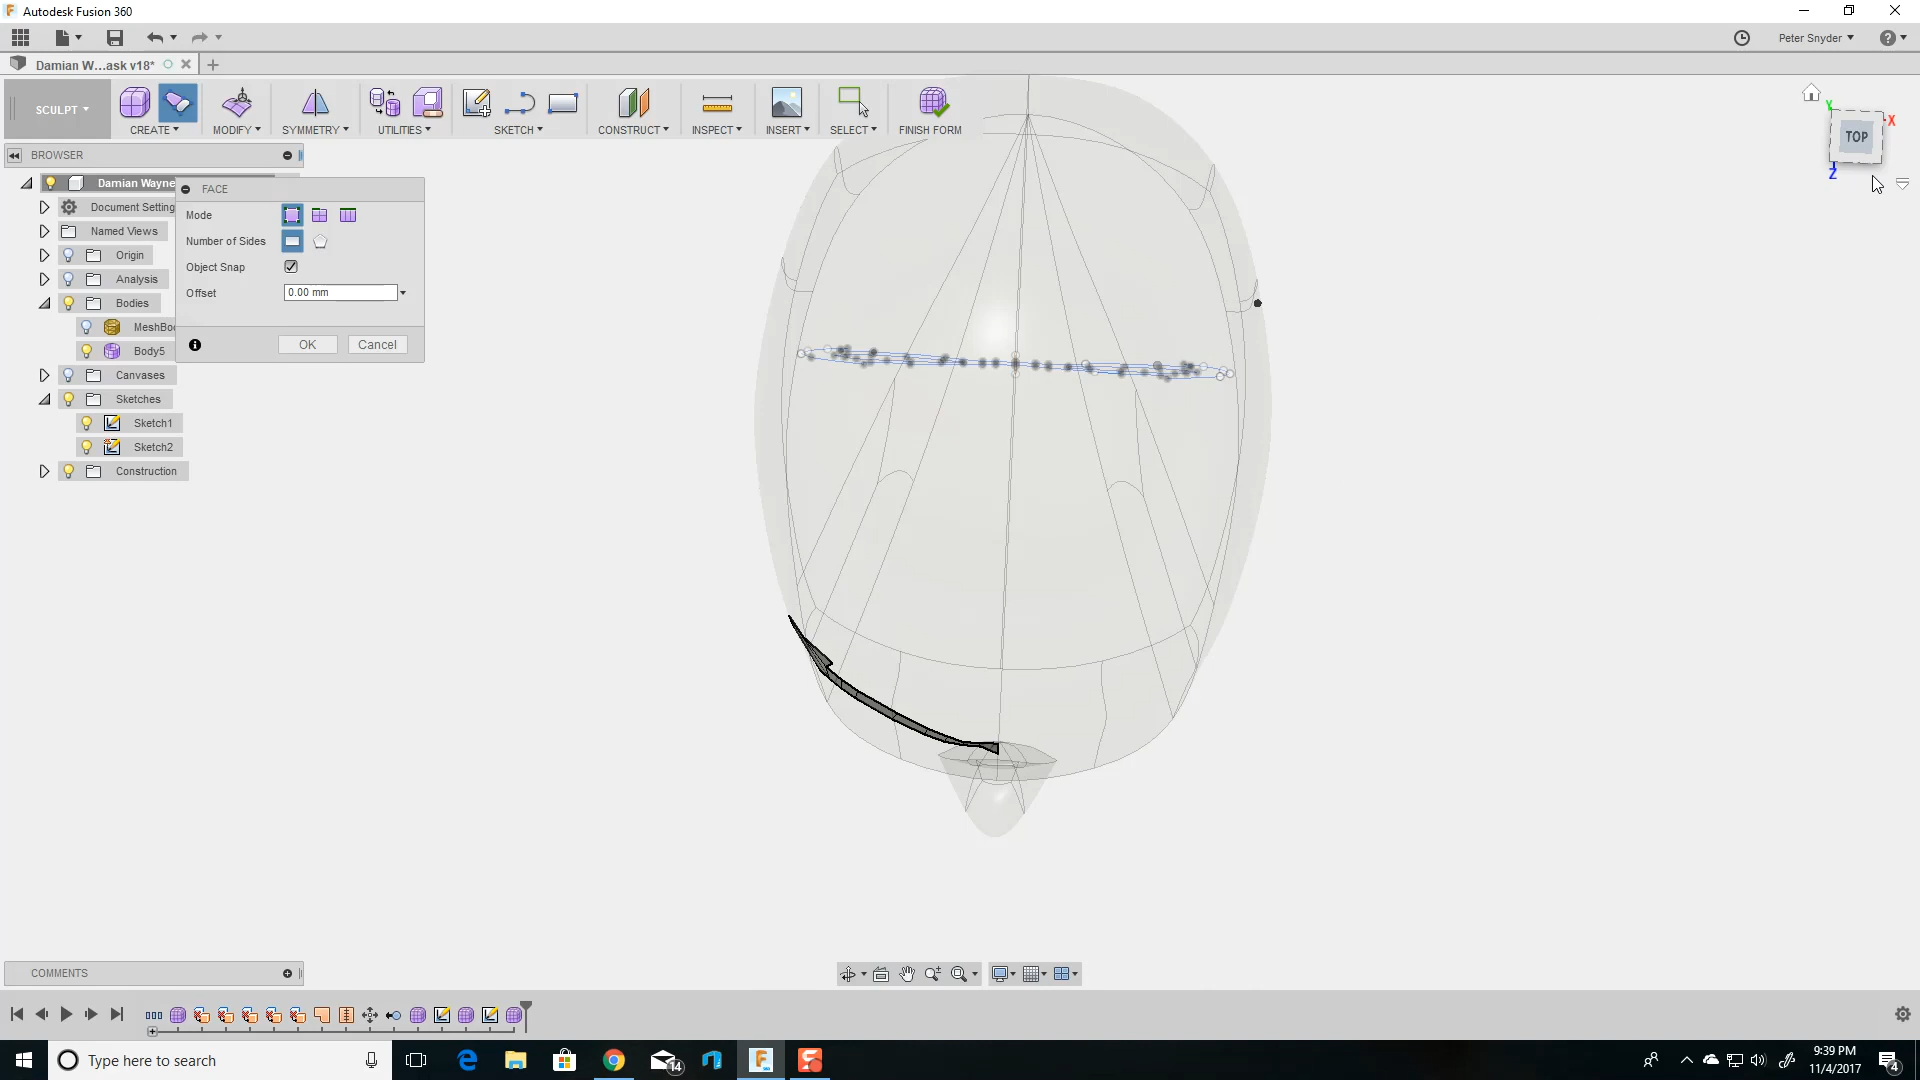 Autodesk Fusion 360
Peter Snyder
Damian W...ask v18*
SCULPT
CREATE
MODIFY
SYMMETRY
UTILITIES
SKETCH
CONSTRUCT
INSPECT
INSERT
SELECT
FINISH FORM
Y
X
TOP
Z
BROWSER
Damian Wayne
Document Setting
Named Views
Origin
Analysis
Bodies
MeshBo
Body5
Canvases
Sketches
Sketch1
Sketch2
Construction
FACE
Mode
Number of Sides
Object Snap
Offset
0.00 mm
OK
Cancel
COMMENTS
Type here to search
14
9:39 PM
11/4/2017
4